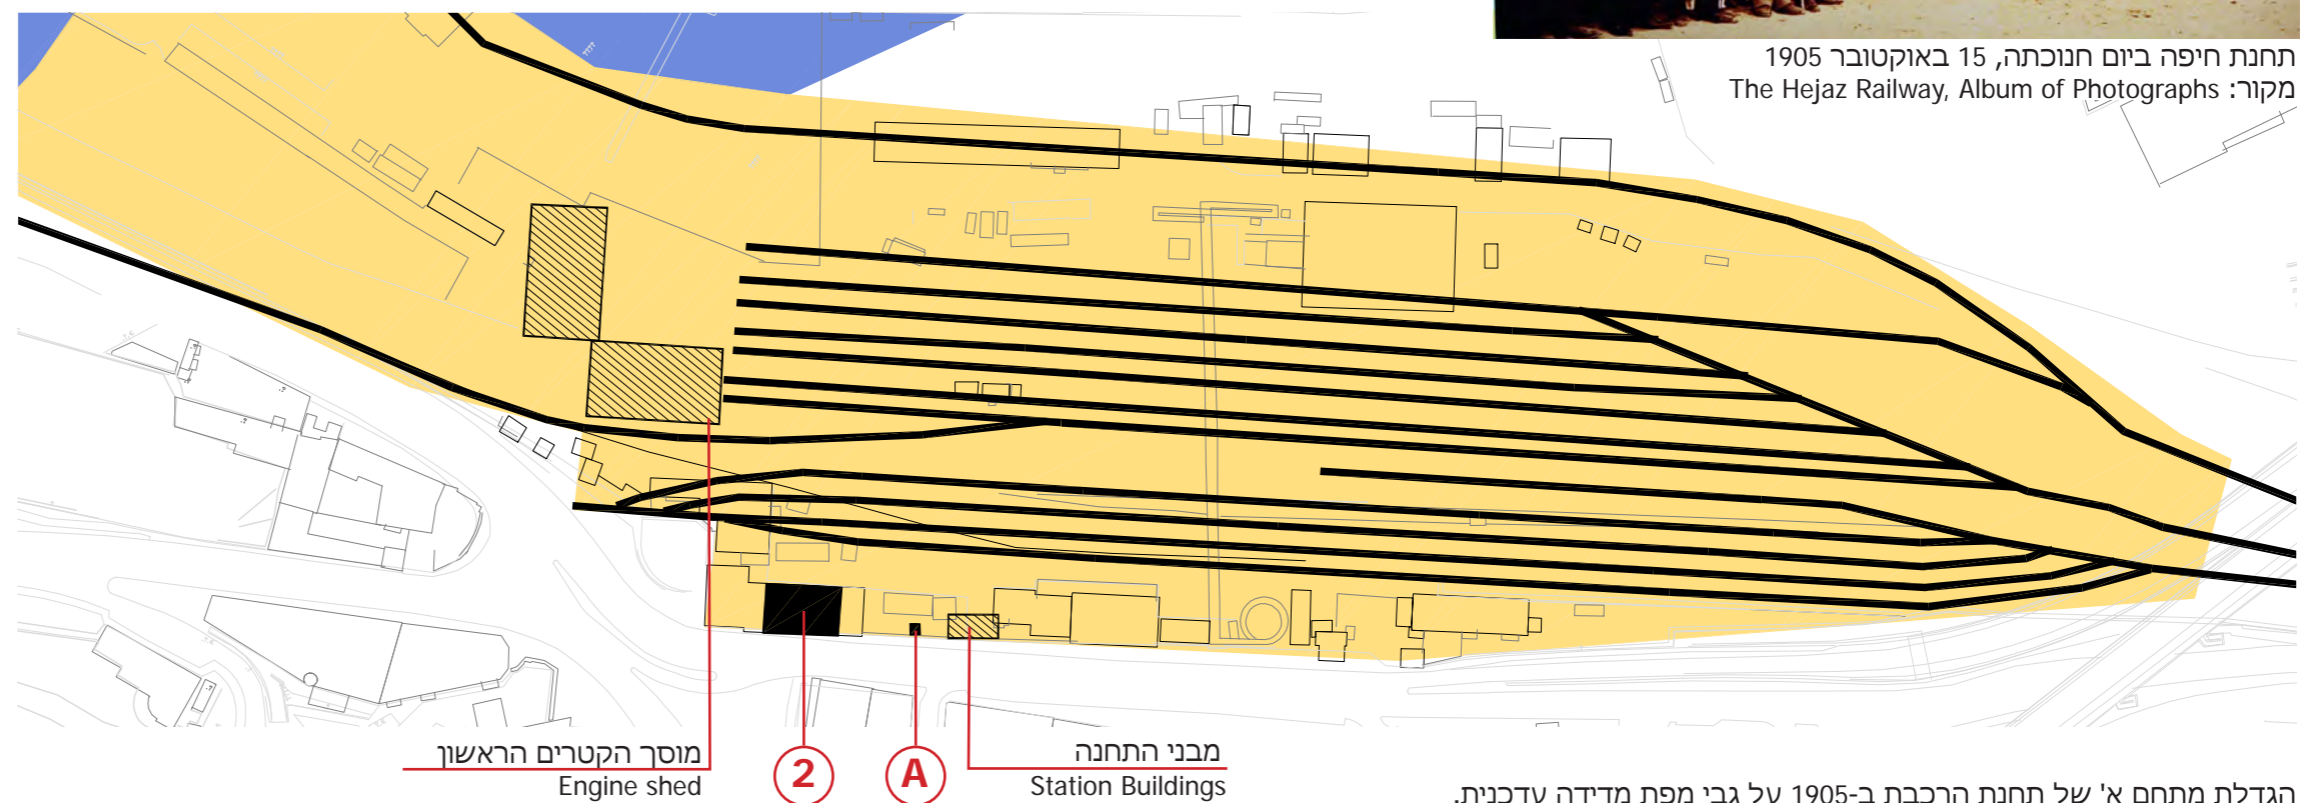 תחנת חיפה ביום חנוכתה, 15 באוקטובר 1905
מקור: The Hejaz Railway, Album of Photographs
????
מוסך הקטרים הראשון
Engine shed
2
A
מבני התחנה
Station Buildings
הגדלת מתחם א' של תחנת הרכבת ב-1905 על גבי מפת מדידה עדכנית.